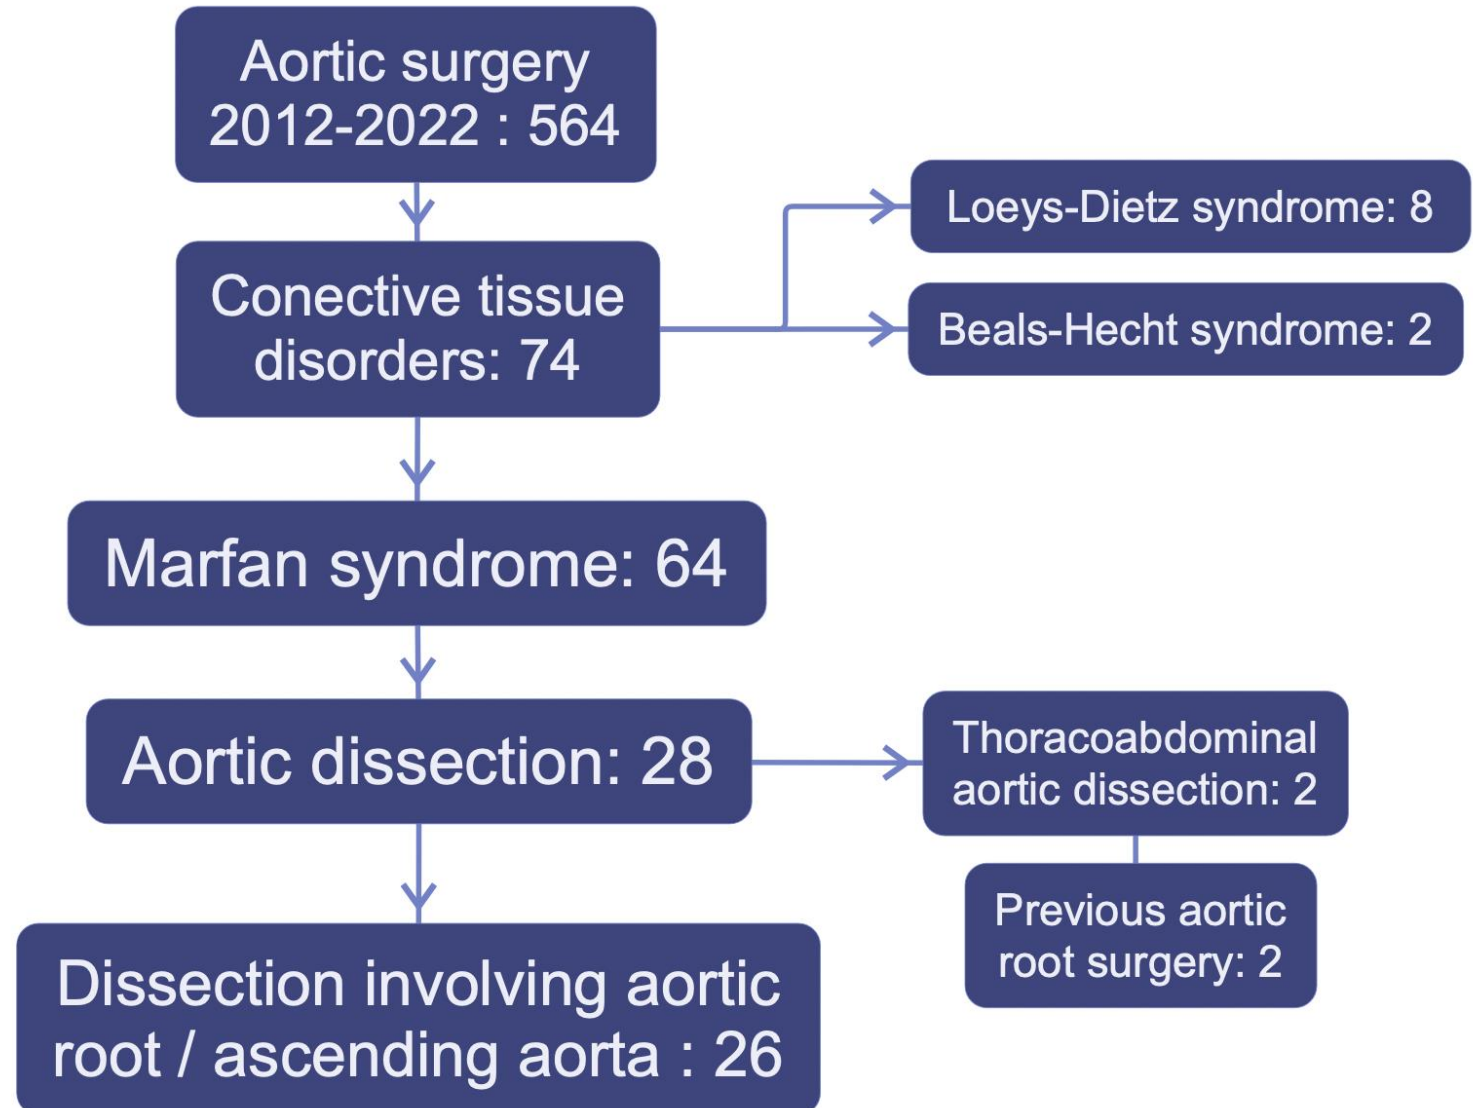 Aortic surgery
2012-2022 : 564
Loeys-Dietz syndrome: 8
Conective tissue
disorders: 74
Beals-Hecht syndrome: 2
Marfan syndrome: 64
Aortic dissection: 28
Thoracoabdominal
aortic dissection: 2
Previous aortic
root surgery: 2
Dissection involving aortic
root / ascending aorta : 26